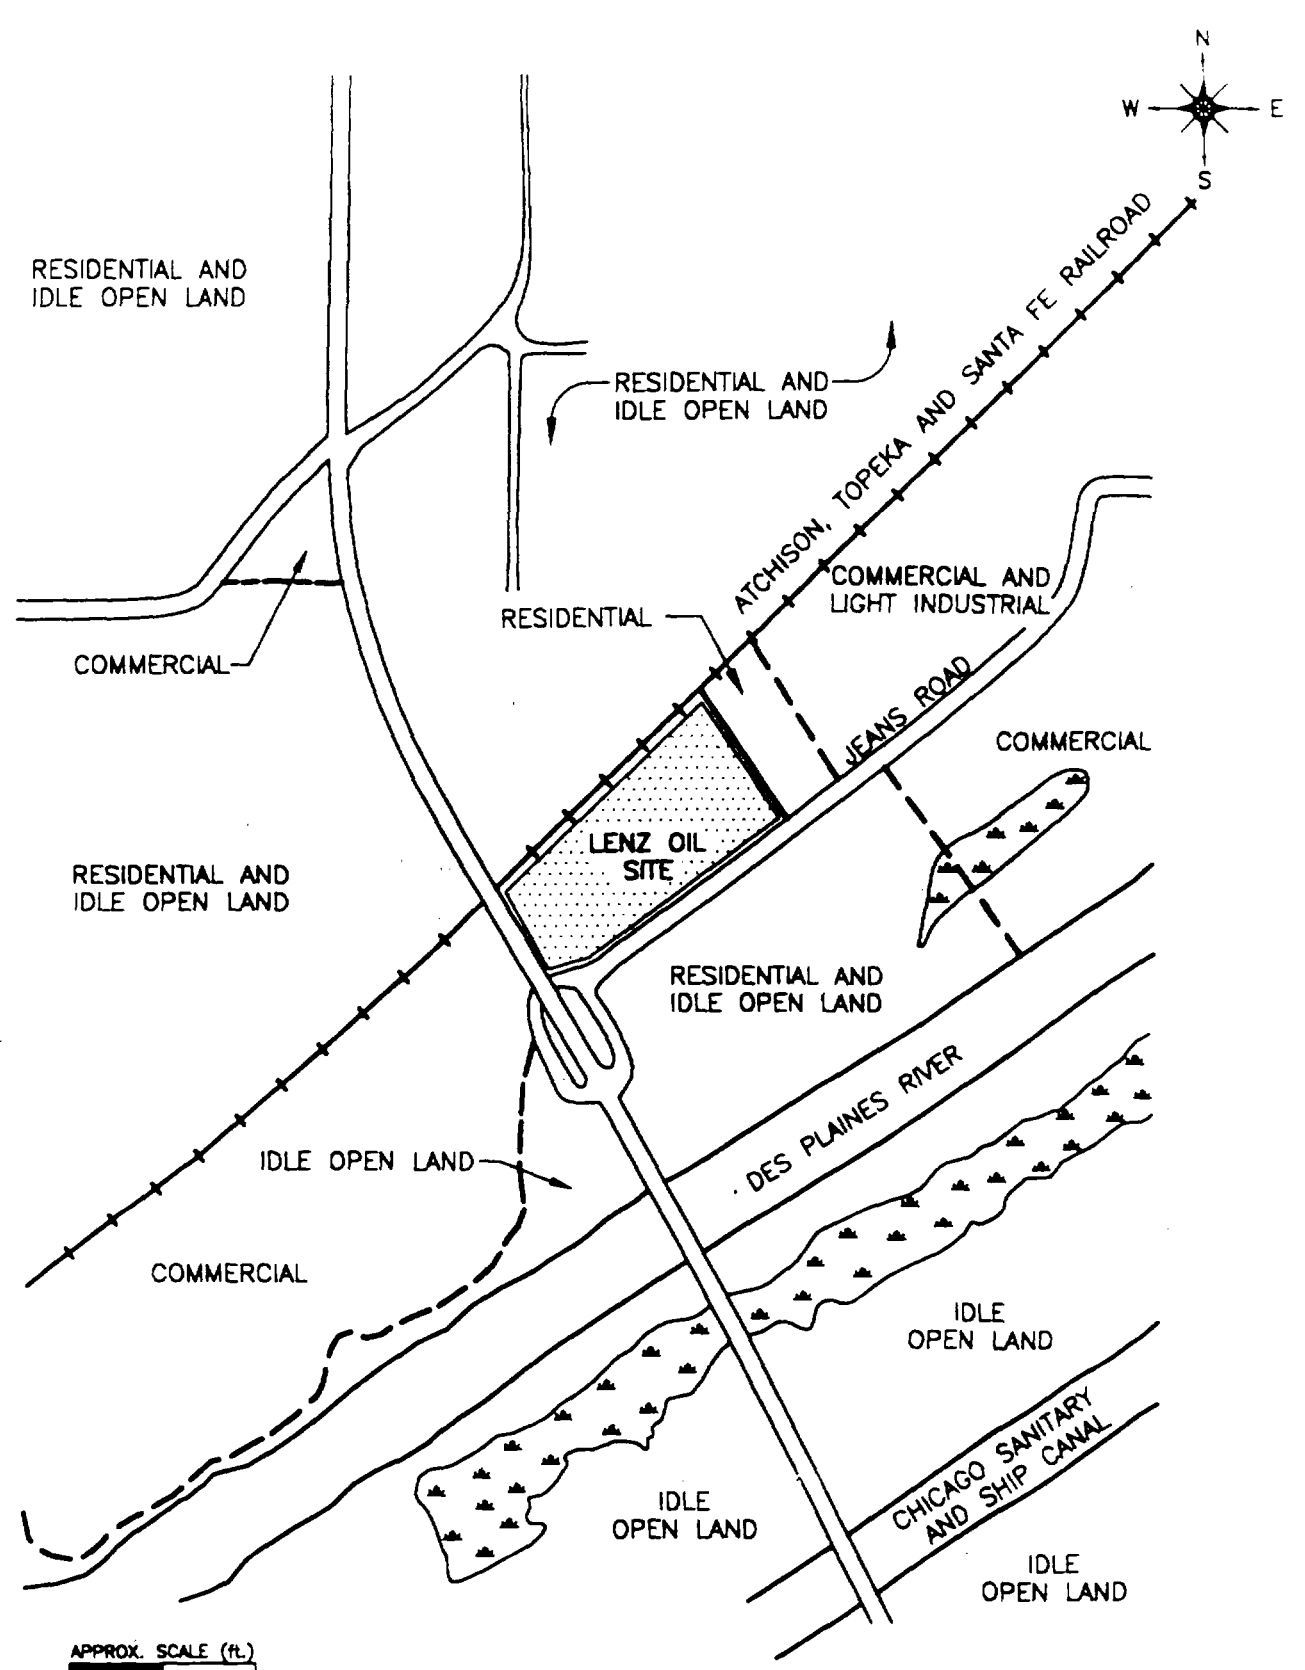 N
W E
S
ATCHISON, TOPEKA AND SANTA FE RAILROAD
RESIDENTIAL AND
IDLE OPEN LAND
RESIDENTIAL AND
IDLE OPEN LAND
COMMERCIAL AND
LIGHT INDUSTRIAL
RESIDENTIAL
COMMERCIAL
JEANS ROAD
COMMERCIAL
LENZ OIL
SITE
RESIDENTIAL AND
IDLE OPEN LAND
RESIDENTIAL AND
IDLE OPEN LAND
DES PLAINES RIVER
IDLE OPEN LAND
COMMERCIAL
IDLE
OPEN LAND
CHICAGO SANITARY
AND SHIP CANAL
IDLE
OPEN LAND
IDLE
OPEN LAND
APPROX. SCALE (ft.)